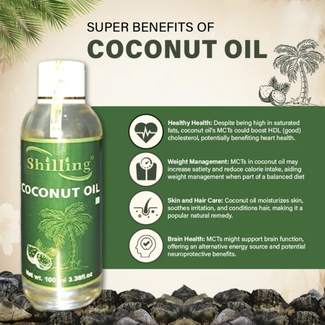 SUPER BENEFITS OF
COCONUT OIL
Shilling
COCONUT OIL
Net wt. 100 ml 3.38fl.oz
Healthy Health: Despite being high in saturated
fats, coconut oil's MCTs could boost HDL (good)
cholesterol, potentially benefiting heart health.
Weight Management: MCTs in coconut oil may
increase satiety and reduce calorie intake, aiding
weight management when part of a balanced diet
Skin and Hair Care: Coconut oil moisturizes skin,
soothes irritation, and conditions hair, making it a
popular natural remedy.
Brain Health: MCTs might support brain function,
offering an alternative energy source and potential
neuroprotective benefits.